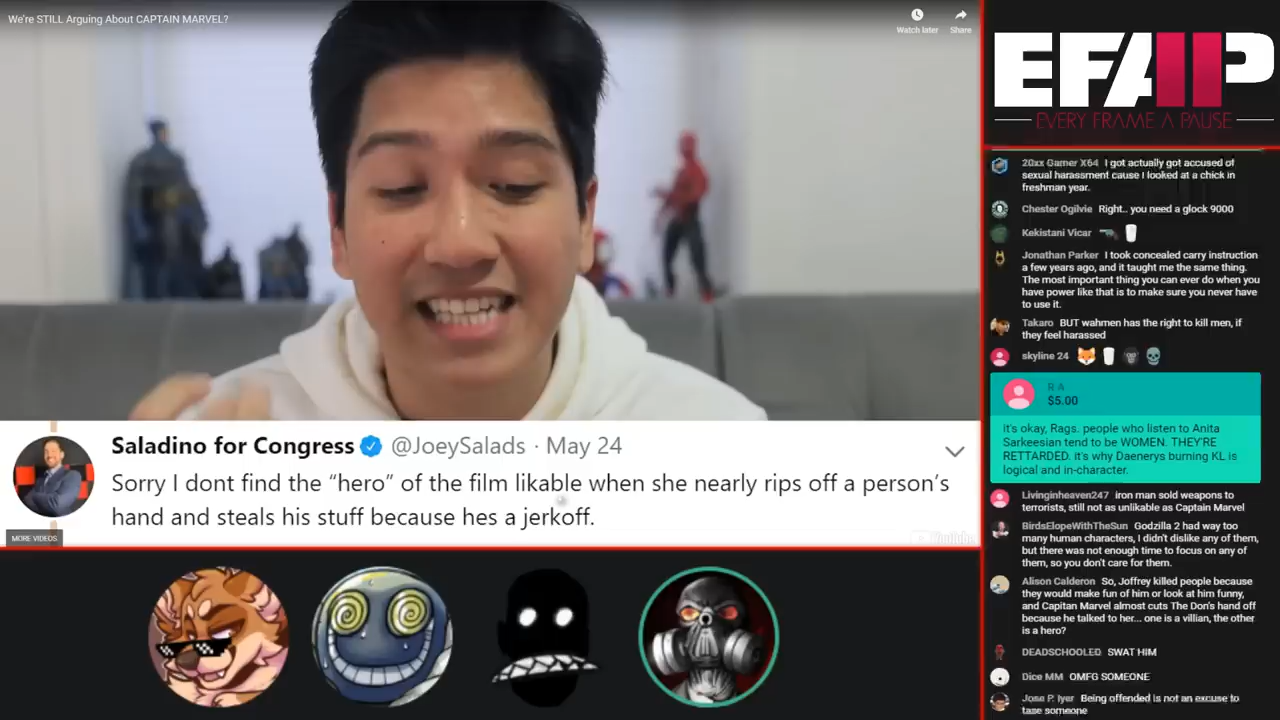 We're STILL Arguing About CAPTAIN MARVEL?
Watch later
Share
Saladino for Congress @JoeySalads · May 24
Sorry I dont find the “hero” of the film likable when she nearly rips off a person’s
hand and steals his stuff because hes a jerkoff.
MORE VIDEOS
YouTube
EFAP
EVERY FRAME A PAUSE
20xx Gamer X64 I got actually got accused of
sexual harassment cause I looked at a chick in
freshman year.
Chester Ogilvie Right.. you need a glock 9000
Kekistani Vicar
Jonathan Parker I took concealed carry instruction
a few years ago, and it taught me the same thing.
The most important thing you can ever do when you
have power like that is to make sure you never have
to use it.
Takaro BUT wahmen has the right to kill men, if
they feel harassed
skyline 24
R A
$5.00
it's okay, Rags. people who listen to Anita
Sarkeesian tend to be WOMEN. THEY'RE
RETTARDED. it's why Daenerys burning KL is
logical and in-character.
Livinginheaven247 iron man sold weapons to
terrorists, still not as unlikable as Captain Marvel
BirdsElopeWithTheSun Godzilla 2 had way too
many human characters, I didn't dislike any of them,
but there was not enough time to focus on any of
them, so you don't care for them.
Alison Calderon So, Joffrey killed people because
they would make fun of him or look at him funny,
and Capitan Marvel almost cuts The Don's hand off
because he talked to her... one is a villian, the other
is a hero?
DEADSCHOOLED SWAT HIM
Dice MM OMFG SOMEONE
Jose P. Iyer Being offended is not an excuse to
tase someone